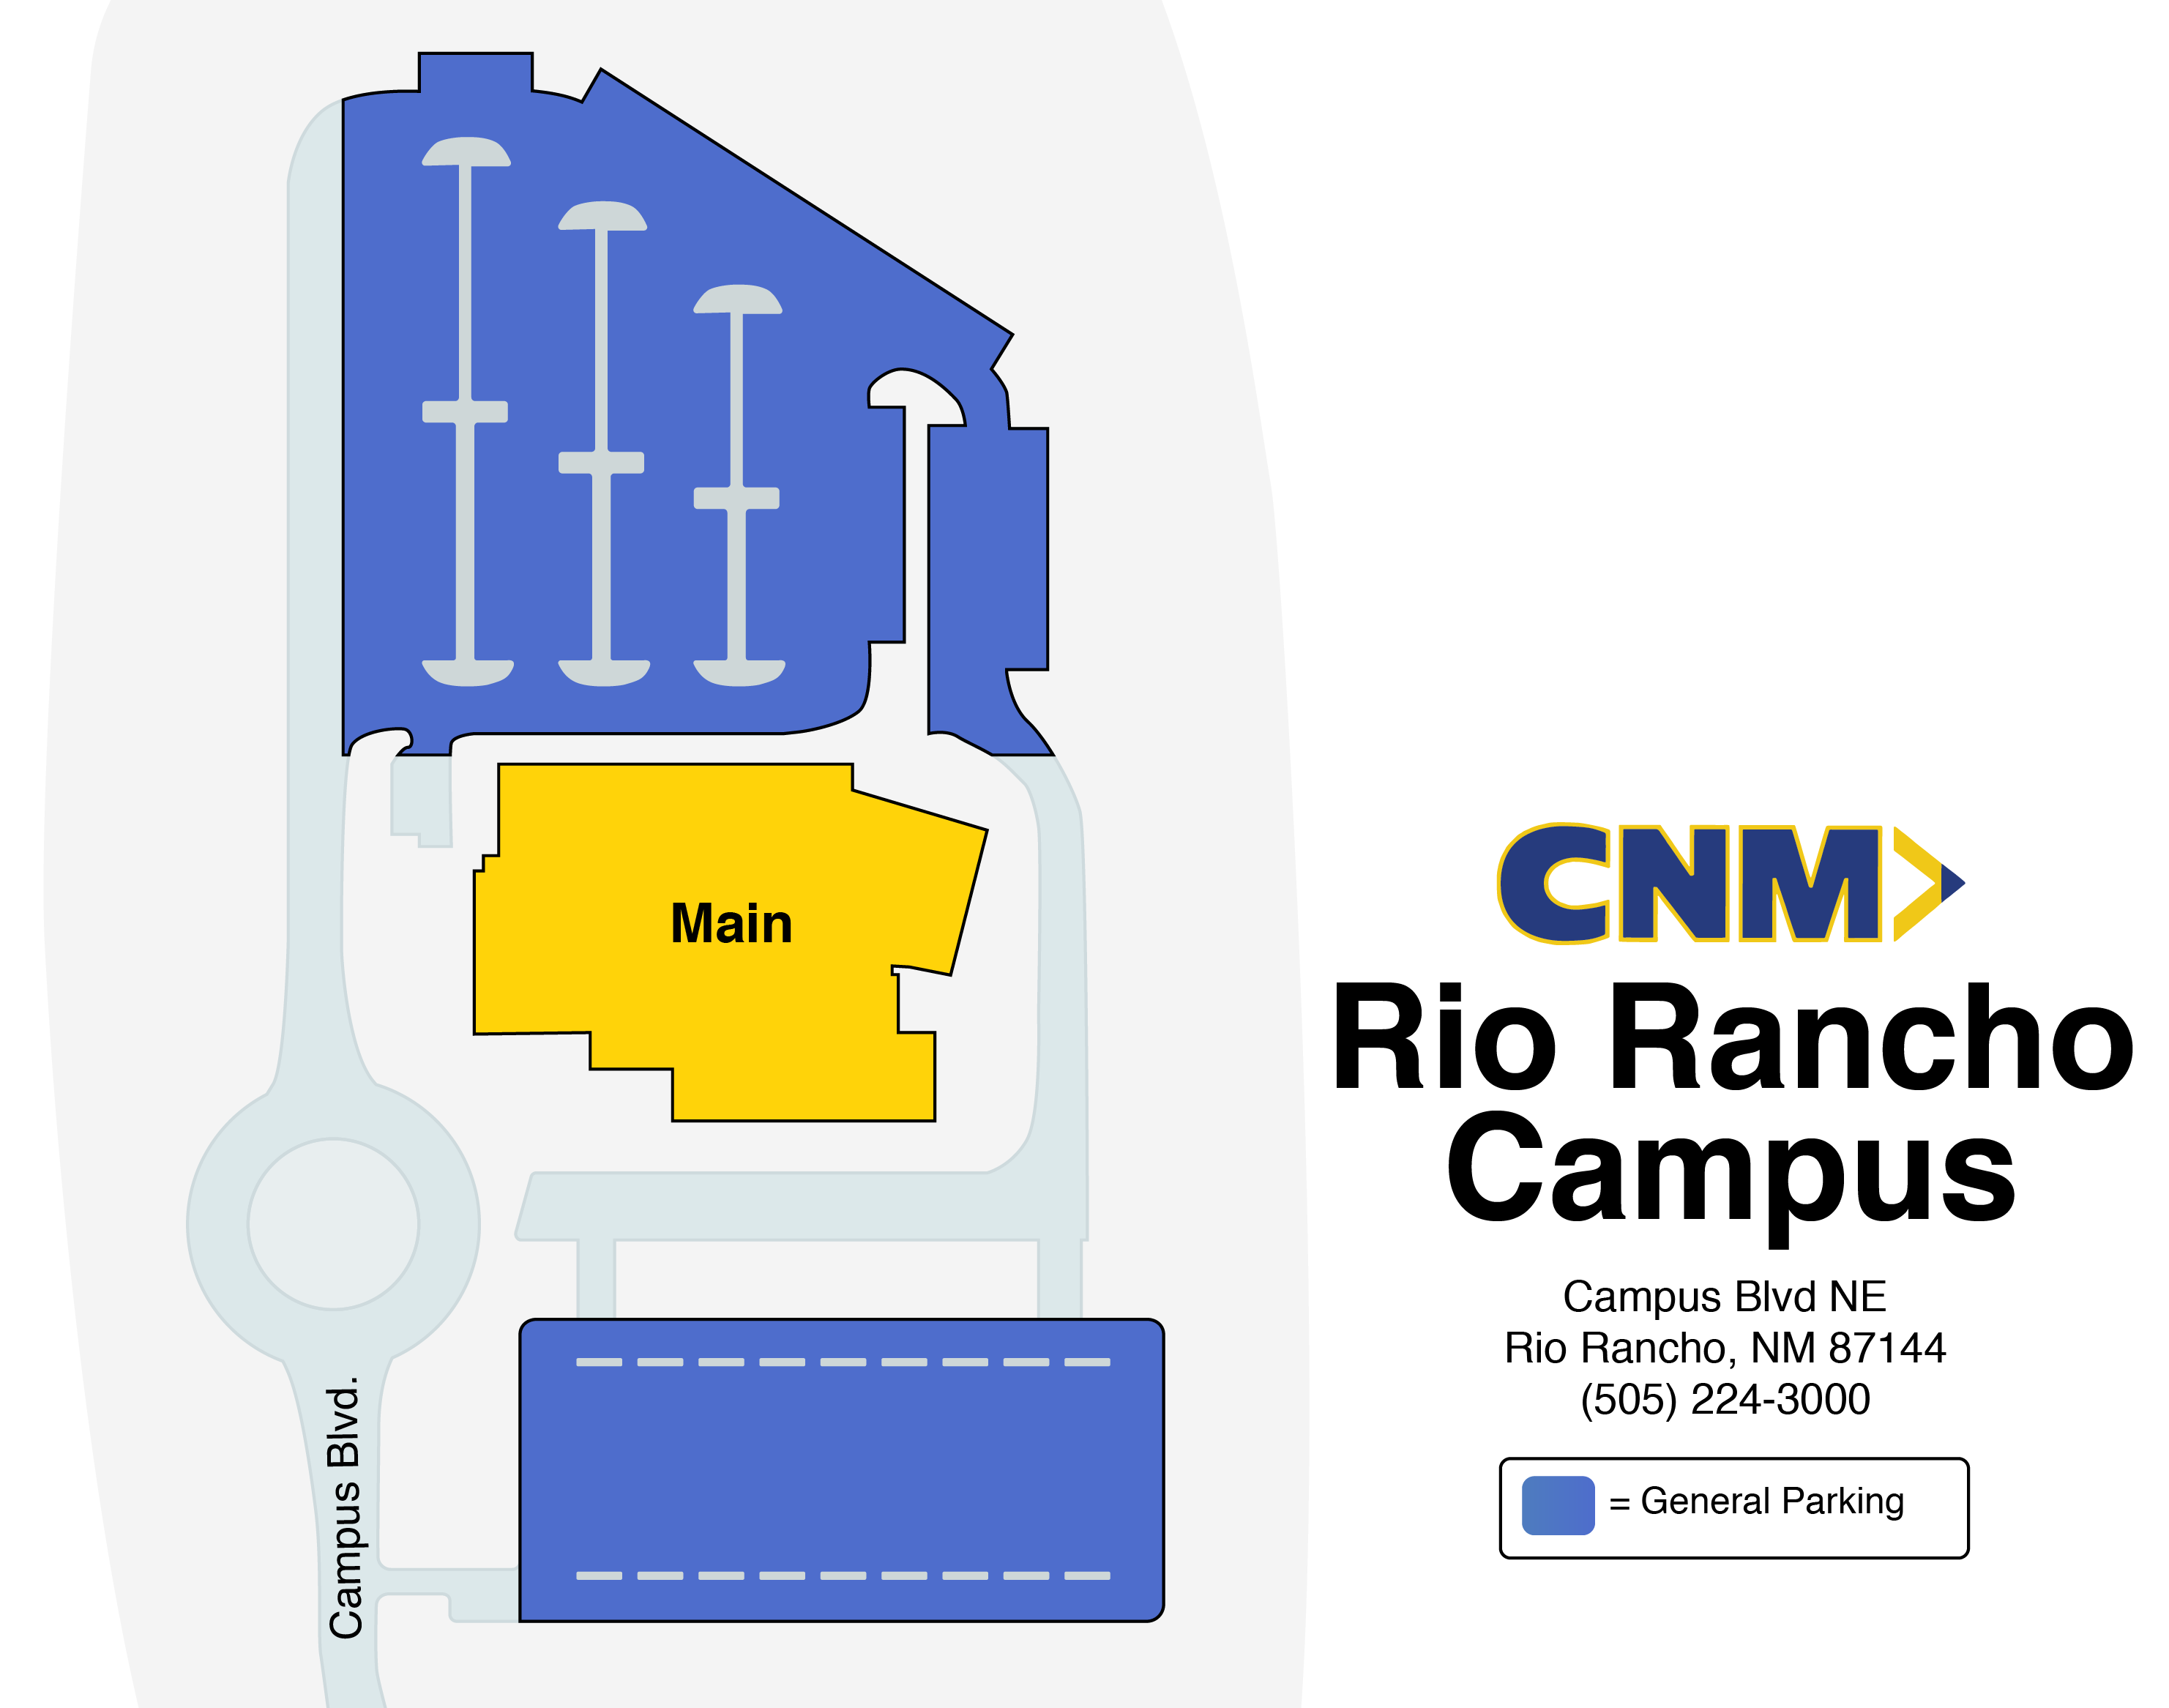 Main
Campus Blvd.
CNM
Rio Rancho
Campus
Campus Blvd NE
Rio Rancho, NM 87144
(505) 224-3000
= General Parking